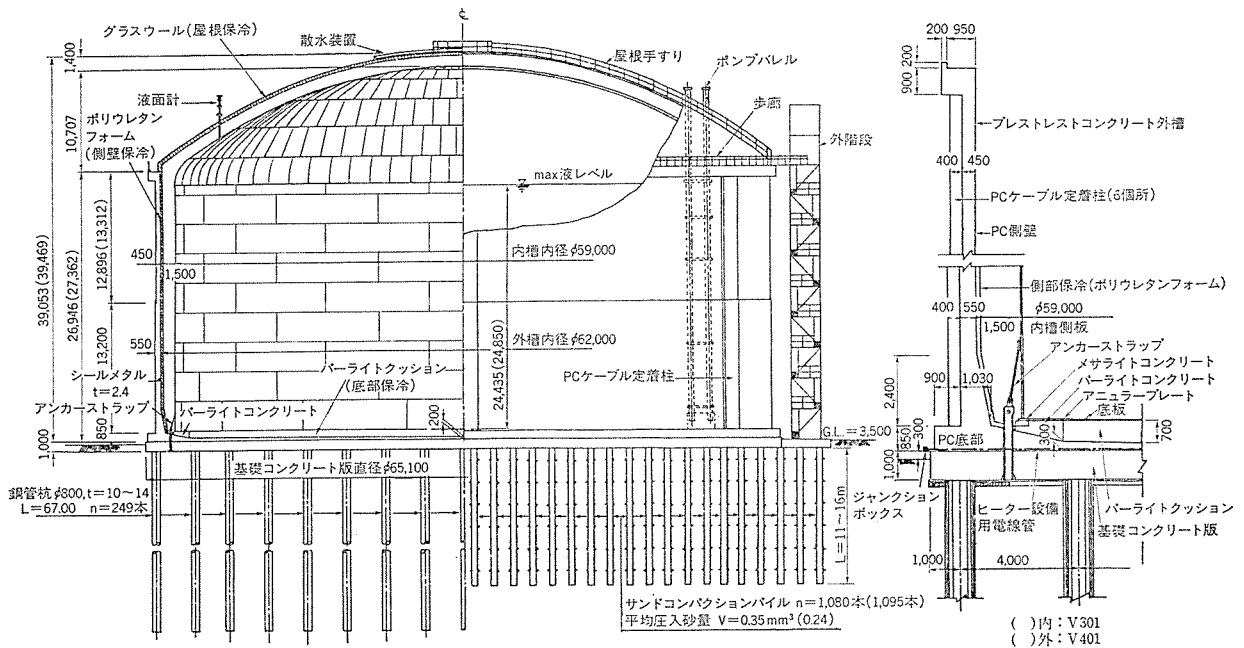 ℄
グラスウール(屋根保冷)
散水装置
屋根手すり
ポンプバレル
液面計
歩廊
ポリウレタン
フォーム
(側壁保冷)
外階段
max液レベル
1,400
10,707
39,053(39,469)
26,946(27,362)
12,896(13,312)
13,200
850
1,000
450
1,500
内槽内径φ59,000
550
外槽内径φ62,000
シールメタル
t=2.4
パーライトクッション
(底部保冷)
24,435(24,850)
PCケーブル定着柱
アンカーストラップ
パーライトコンクリート
200
G.L.=3,500
基礎コンクリート版直径φ65,100
鋼管杭φ800,t=10~14
L=67.00 n=249本
L=11~16m
サンドコンパクションパイル n=1,080本(1,095本)
平均圧入砂量 V=0.35mm³(0.24)
200 950
200
900
プレストレストコンクリート外槽
400 450
PCケーブル定着柱(6個所)
PC側壁
側部保冷(ポリウレタンフォーム)
400 550
φ59,000
1,500
内槽側板
アンカーストラップ
メサライトコンクリート
パーライトコンクリート
アニュラープレート
底板
900 1,030
2,400
PC底部
300
700
850
300
1,000
ジャンクション
ボックス
ヒーター設備
用電線管
パーライトクッション
基礎コンクリート版
1,000 4,000
( )内:V301
( )外:V401